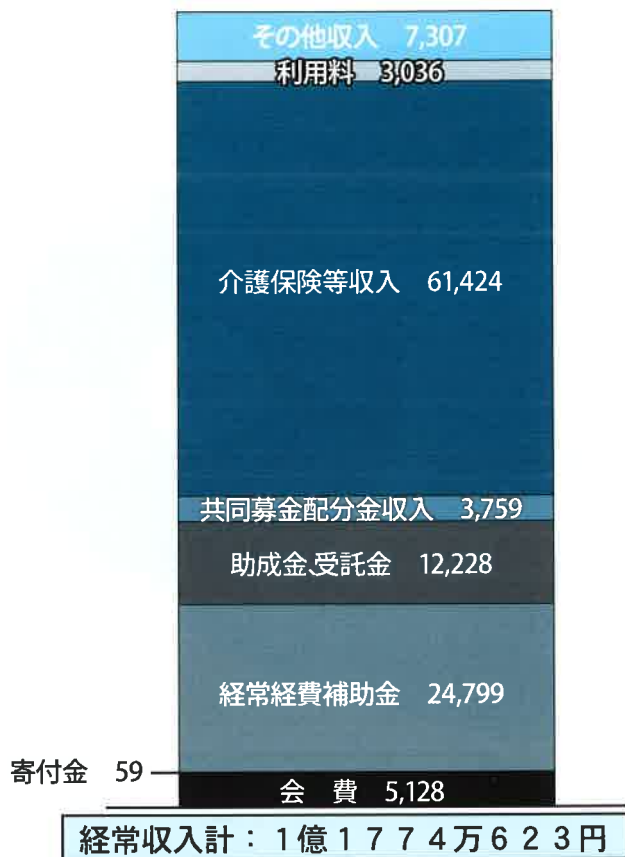 その他収入 7,307
利用料 3,036
介護保険等収入 61,424
共同募金配分金収入 3,759
助成金、受託金 12,228
経常経費補助金 24,799
寄付金 59
会 費 5,128
経常収入計：1億1774万623円